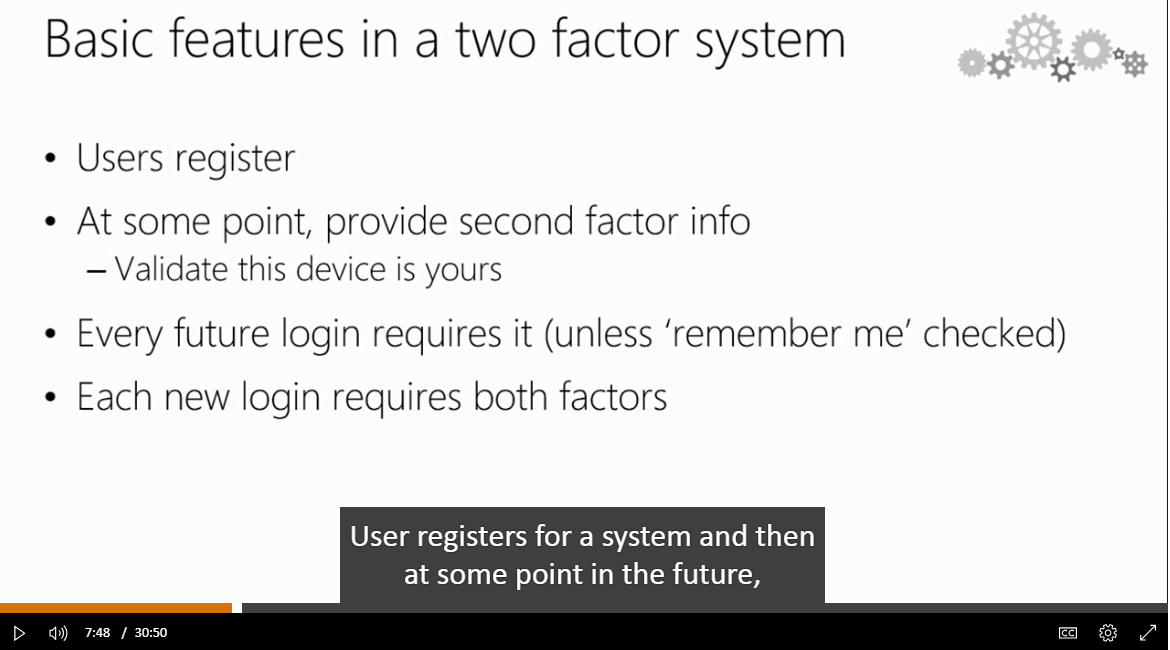 Basic features in a two factor system
• Users register
• At some point, provide second factor info
– Validate this device is yours
• Every future login requires it (unless ‘remember me’ checked)
• Each new login requires both factors
User registers for a system and then
at some point in the future,
7:48 / 30:50 CC